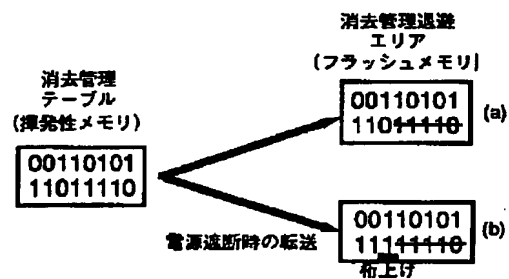 消去管理
テーブル
(揮発性メモリ)
00110101
11011110
電源遮断時の転送
消去管理退避
エリア
(フラッシュメモリ)
00110101
11011110
(a)
00110101
11111110
(b)
桁上げ